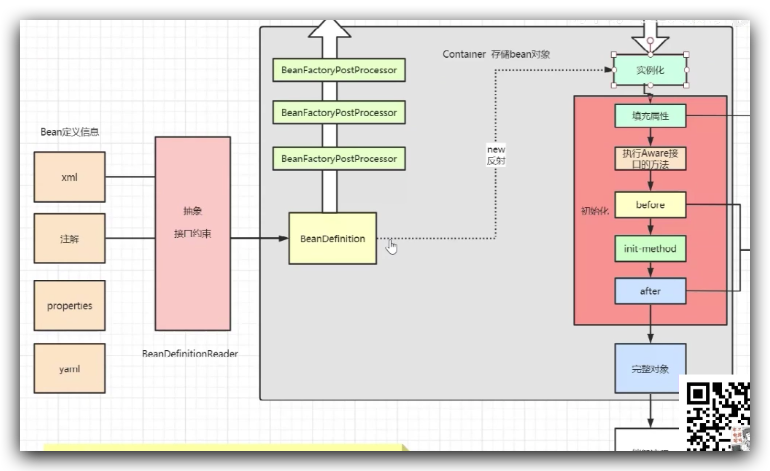 Container 存储bean对象
BeanFactoryPostProcessor
BeanFactoryPostProcessor
BeanFactoryPostProcessor
Bean定义信息
xml
注解
properties
yaml
抽象
接口约束
BeanDefinitionReader
BeanDefinition
new
反射
实例化
填充属性
执行Aware接
口的方法
初始化
before
init-method
after
完整对象